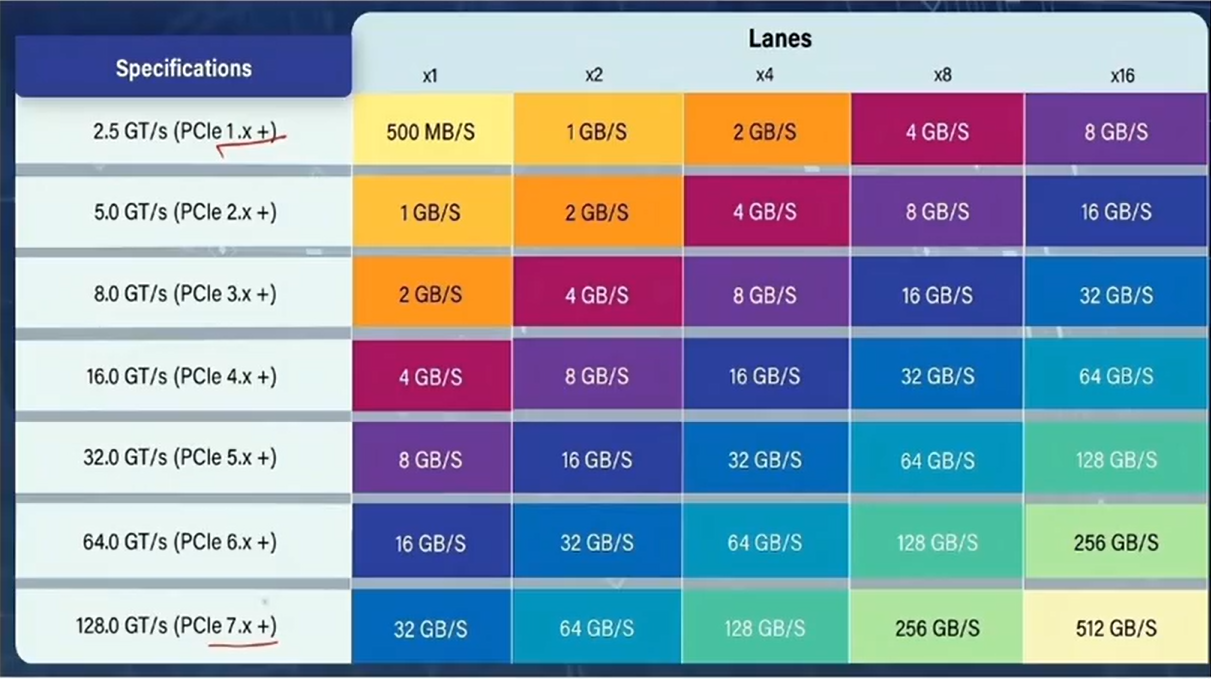 Lanes
Specifications x1 x2 x4 x8 x16
2.5 GT/s (PCIe 1.x +) 500 MB/S 1 GB/S 2 GB/S 4 GB/S 8 GB/S
5.0 GT/s (PCIe 2.x +) 1 GB/S 2 GB/S 4 GB/S 8 GB/S 16 GB/S
8.0 GT/s (PCIe 3.x +) 2 GB/S 4 GB/S 8 GB/S 16 GB/S 32 GB/S
16.0 GT/s (PCIe 4.x +) 4 GB/S 8 GB/S 16 GB/S 32 GB/S 64 GB/S
32.0 GT/s (PCIe 5.x +) 8 GB/S 16 GB/S 32 GB/S 64 GB/S 128 GB/S
64.0 GT/s (PCIe 6.x +) 16 GB/S 32 GB/S 64 GB/S 128 GB/S 256 GB/S
128.0 GT/s (PCIe 7.x +) 32 GB/S 64 GB/S 128 GB/S 256 GB/S 512 GB/S